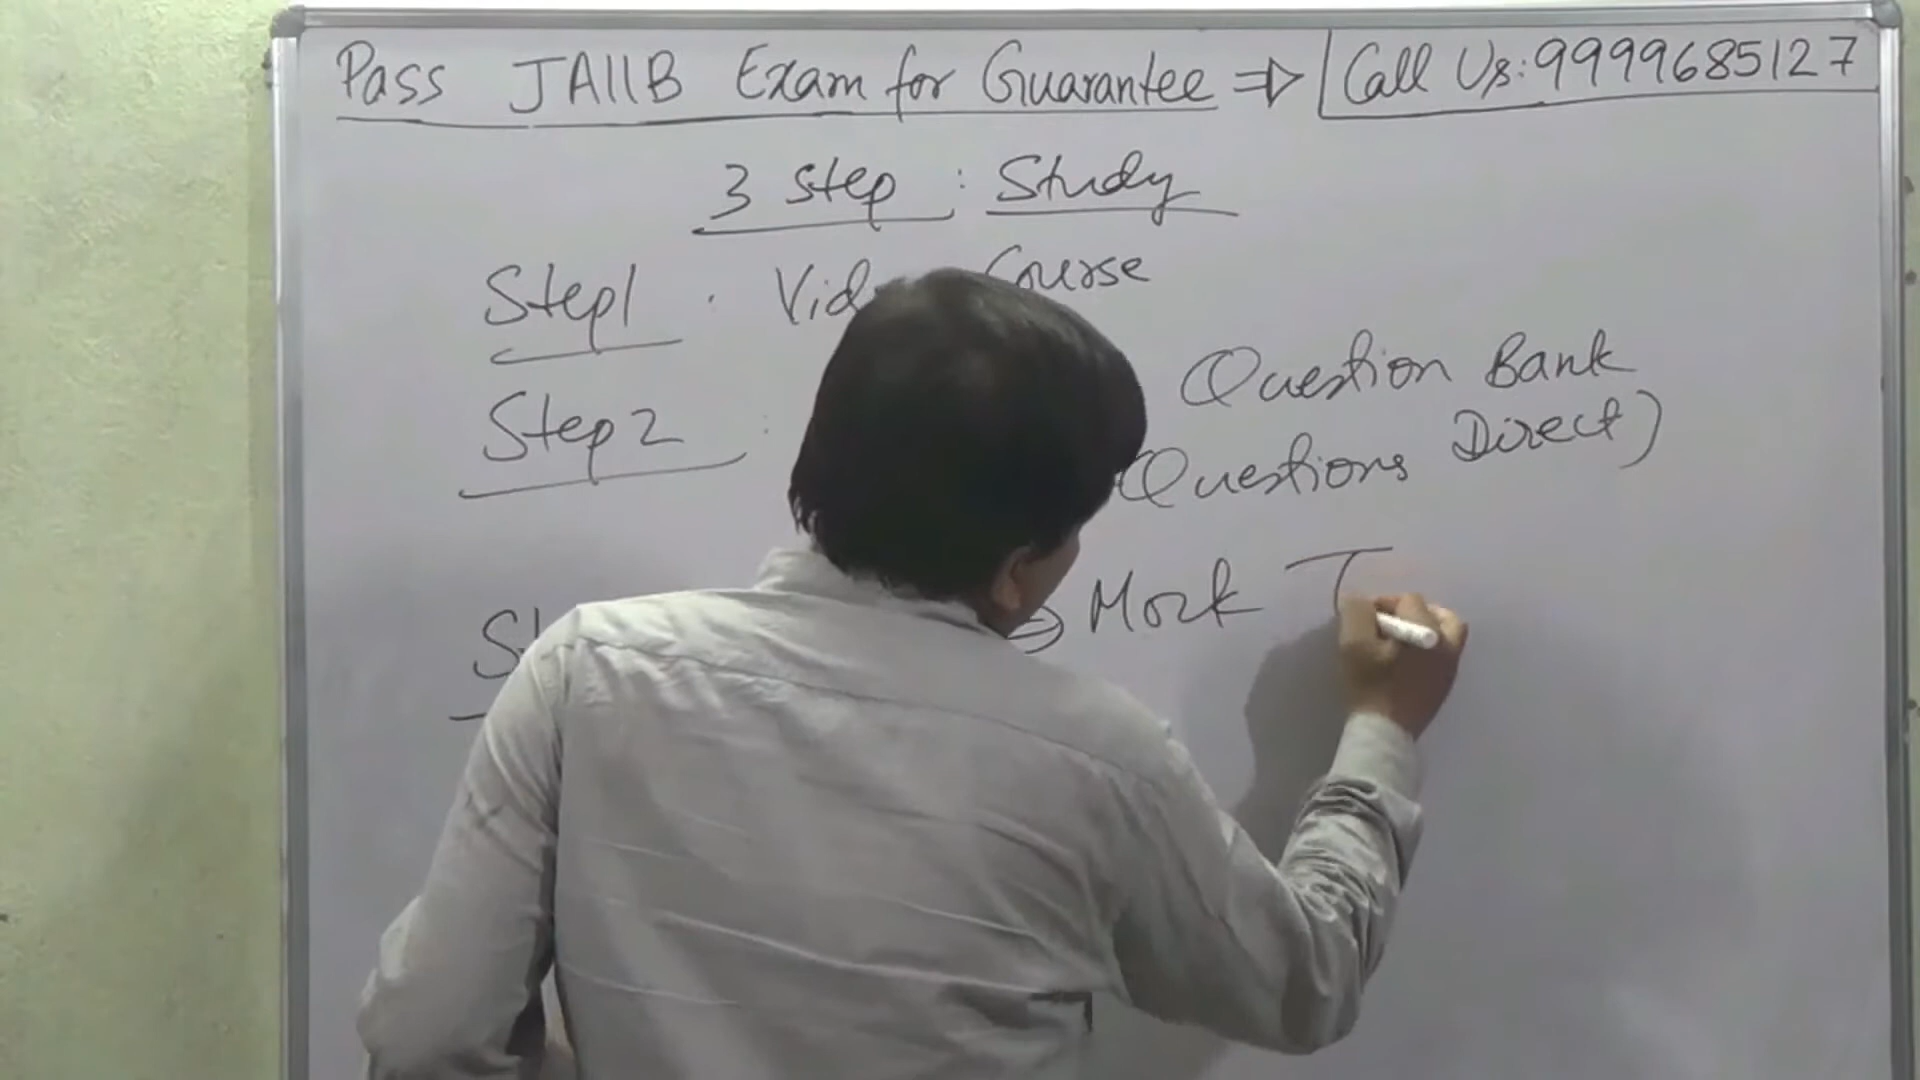 Pass JAIIB Exam for Guarantee ⇒ Call Us: 9999685127
3 Step : Study
Step1 : Course
Step2 : Question Bank
Questions Direct)
⇒ Mock T